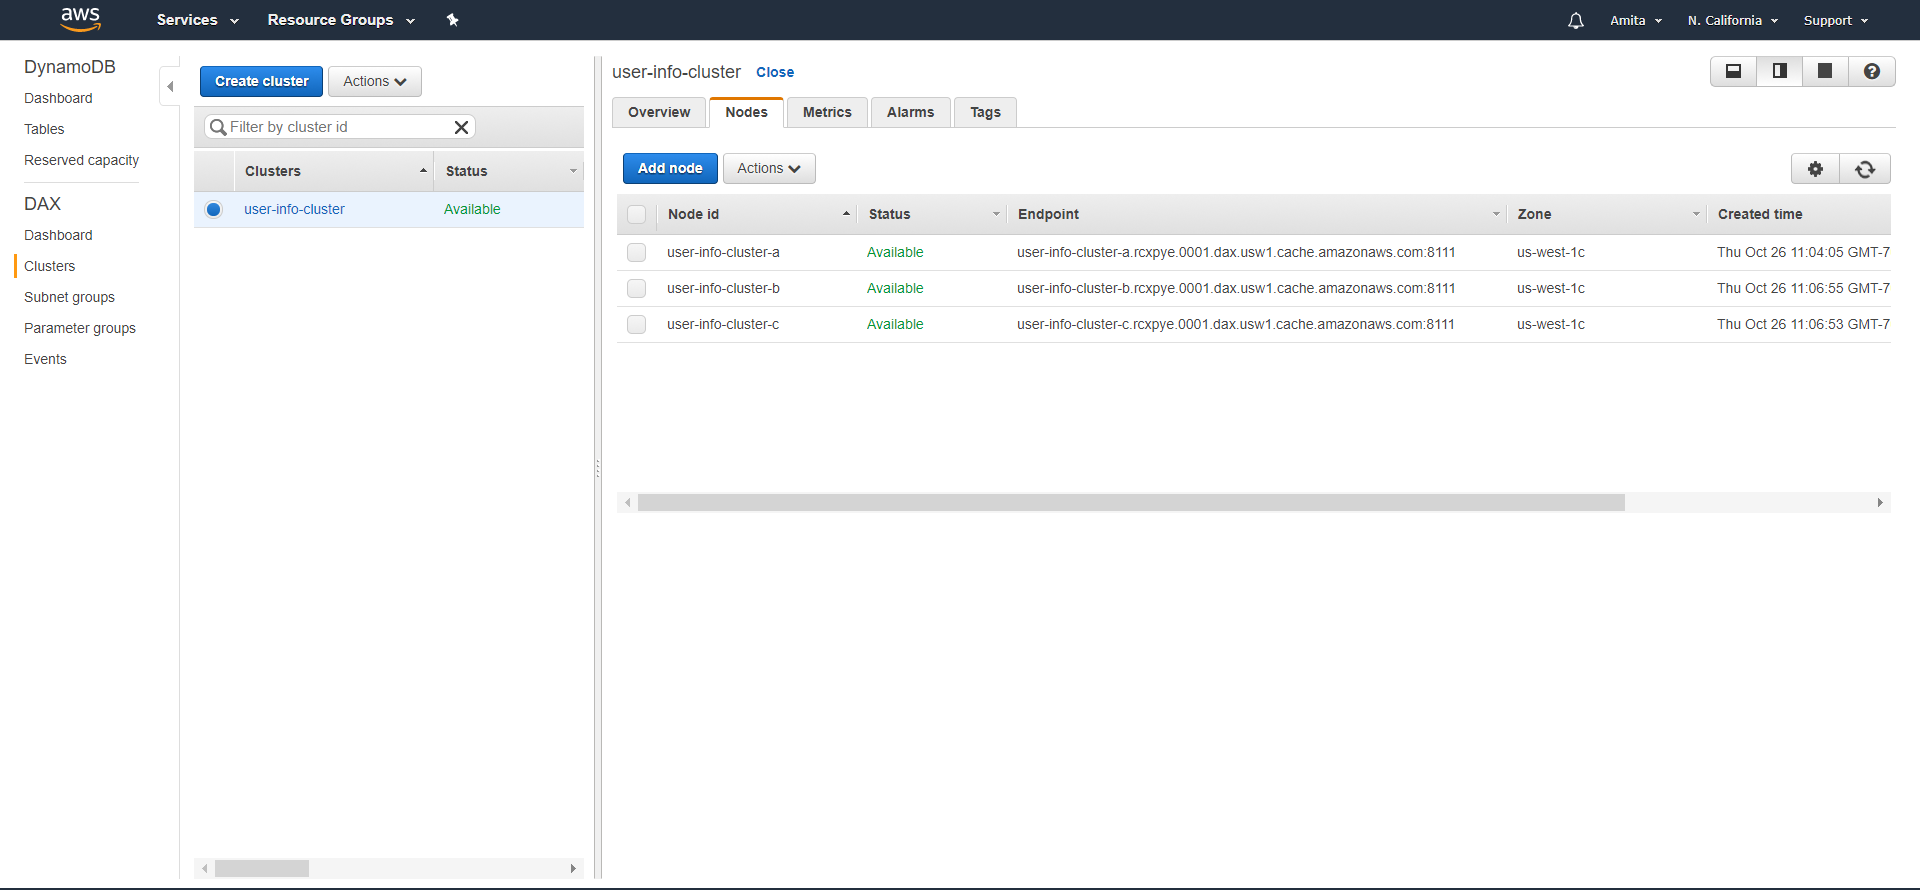 aws Services Resource Groups Amita N. California Support
DynamoDB
Dashboard
Tables
Reserved capacity
DAX
Dashboard
Clusters
Subnet groups
Parameter groups
Events
Create cluster Actions
Filter by cluster id
Clusters Status
user-info-cluster Available
user-info-cluster Close
Overview Nodes Metrics Alarms Tags
Add node Actions
Node id Status Endpoint Zone Created time
user-info-cluster-a Available user-info-cluster-a.rcxpye.0001.dax.usw1.cache.amazonaws.com:8111 us-west-1c Thu Oct 26 11:04:05 GMT-7
user-info-cluster-b Available user-info-cluster-b.rcxpye.0001.dax.usw1.cache.amazonaws.com:8111 us-west-1c Thu Oct 26 11:06:55 GMT-7
user-info-cluster-c Available user-info-cluster-c.rcxpye.0001.dax.usw1.cache.amazonaws.com:8111 us-west-1c Thu Oct 26 11:06:53 GMT-7